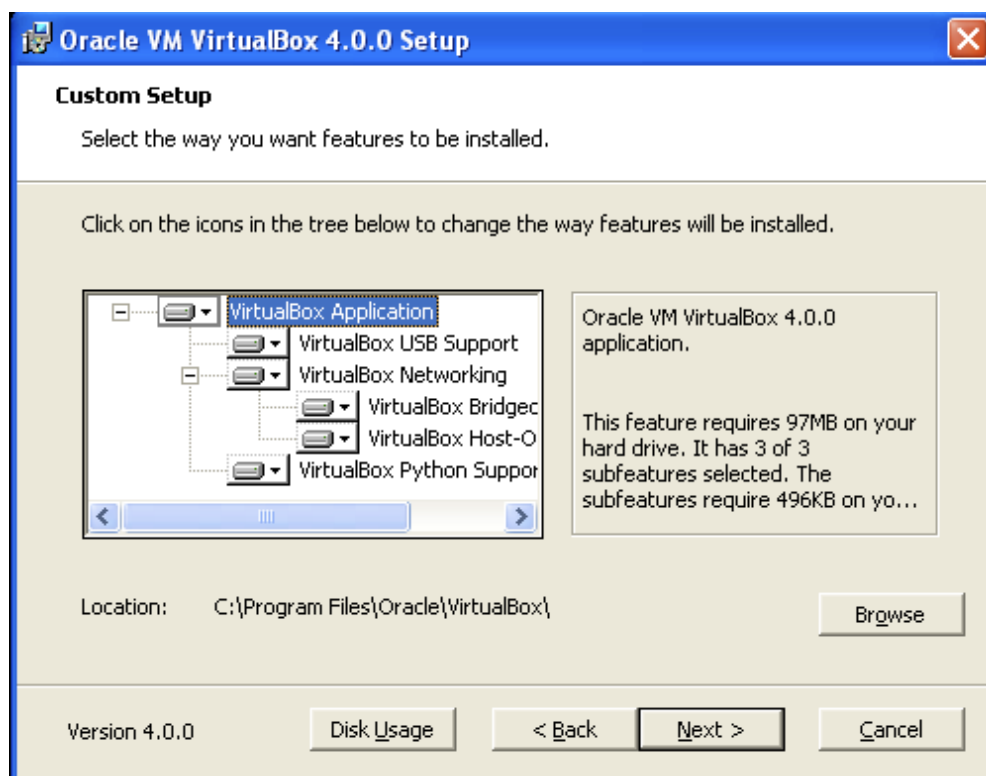 Oracle VM VirtualBox 4.0.0 Setup
Custom Setup
Select the way you want features to be installed.
Click on the icons in the tree below to change the way features will be installed.
VirtualBox Application
VirtualBox USB Support
VirtualBox Networking
VirtualBox Bridged
VirtualBox Host-O
VirtualBox Python Suppor
Oracle VM VirtualBox 4.0.0
application.
This feature requires 97MB on your
hard drive. It has 3 of 3
subfeatures selected. The
subfeatures require 496KB on yo...
Location: C:\Program Files\Oracle\VirtualBox\
Browse
Version 4.0.0 Disk Usage < Back Next > Cancel